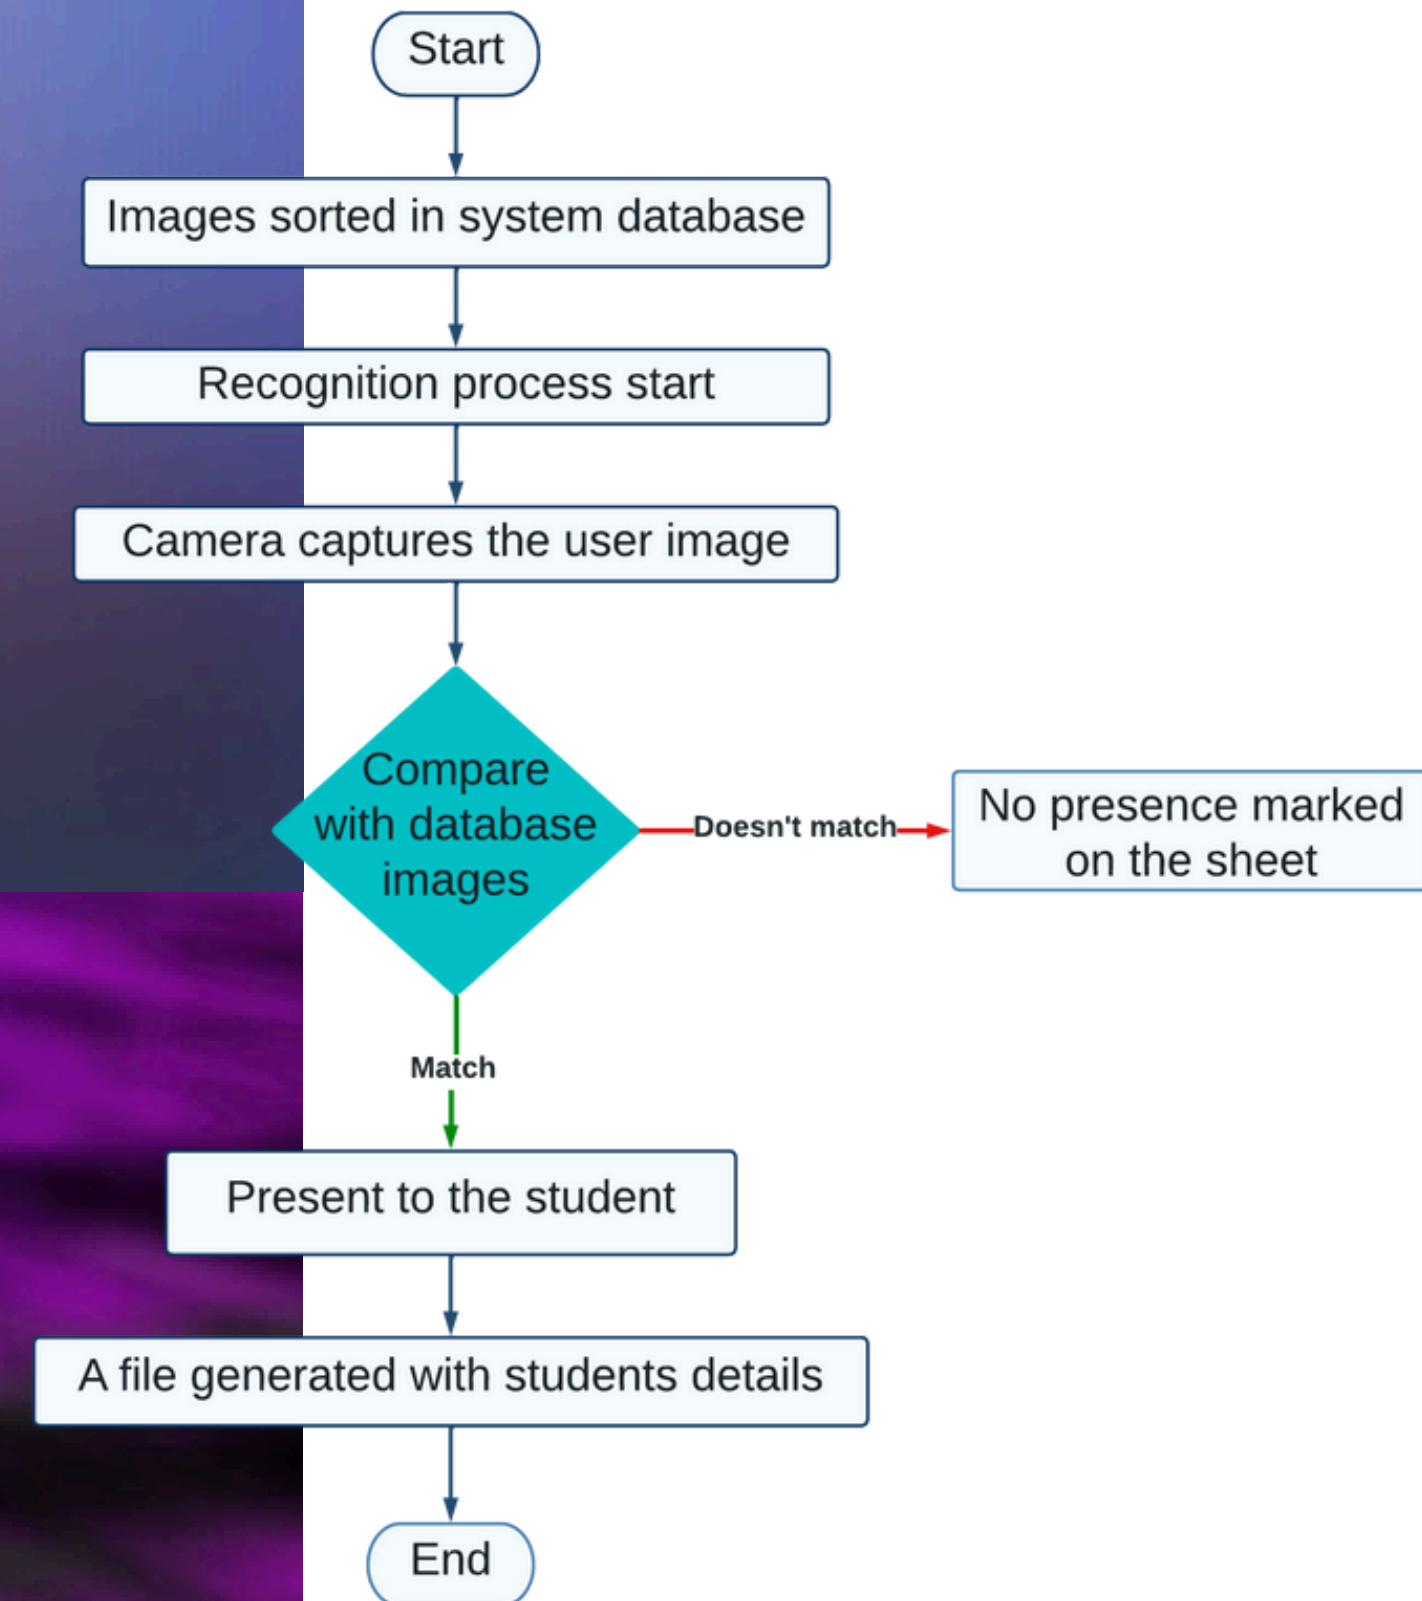 Start
Images sorted in system database
Recognition process start
Camera captures the user image
Compare
with database
images
Doesn't match
No presence marked
on the sheet
Match
Present to the student
A file generated with students details
End